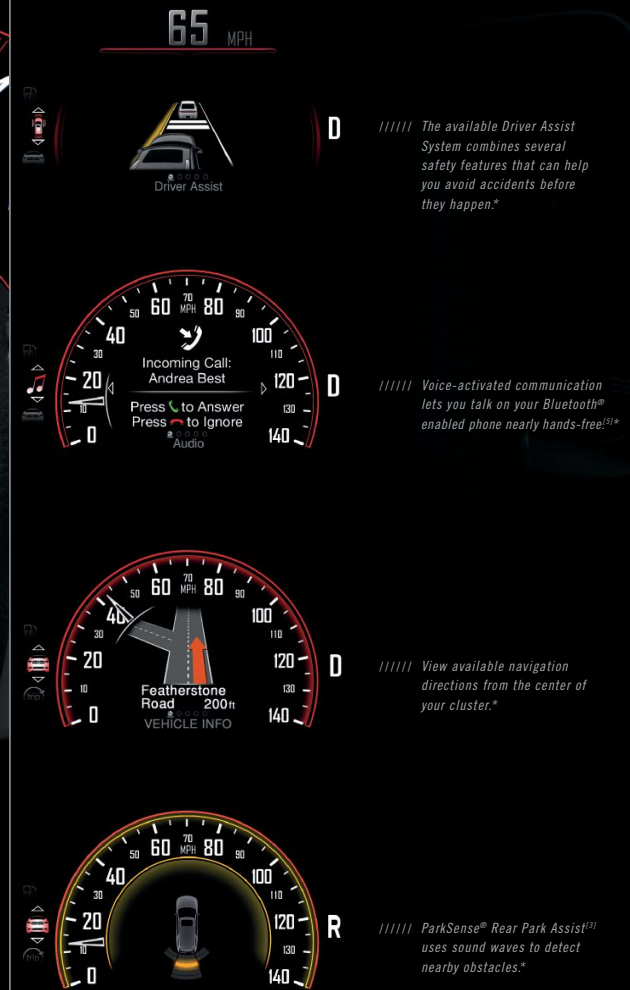 65 MPH
D
Driver Assist
////// The available Driver Assist
System combines several
safety features that can help
you avoid accidents before
they happen.*
0 10 20 30 40 50 60 70 80 90 100 110 120 130 140
MPH
Incoming Call:
Andrea Best
Press to Answer
Press to Ignore
Audio
D
////// Voice-activated communication
lets you talk on your Bluetooth®
enabled phone nearly hands-free.[5]*
0 10 20 30 40 50 60 70 80 90 100 110 120 130 140
MPH
Featherstone
Road 200ft
VEHICLE INFO
trip
D
////// View available navigation
directions from the center of
your cluster.*
0 10 20 30 40 50 60 70 80 90 100 110 120 130 140
MPH
trip
R
////// ParkSense® Rear Park Assist[3]
uses sound waves to detect
nearby obstacles.*